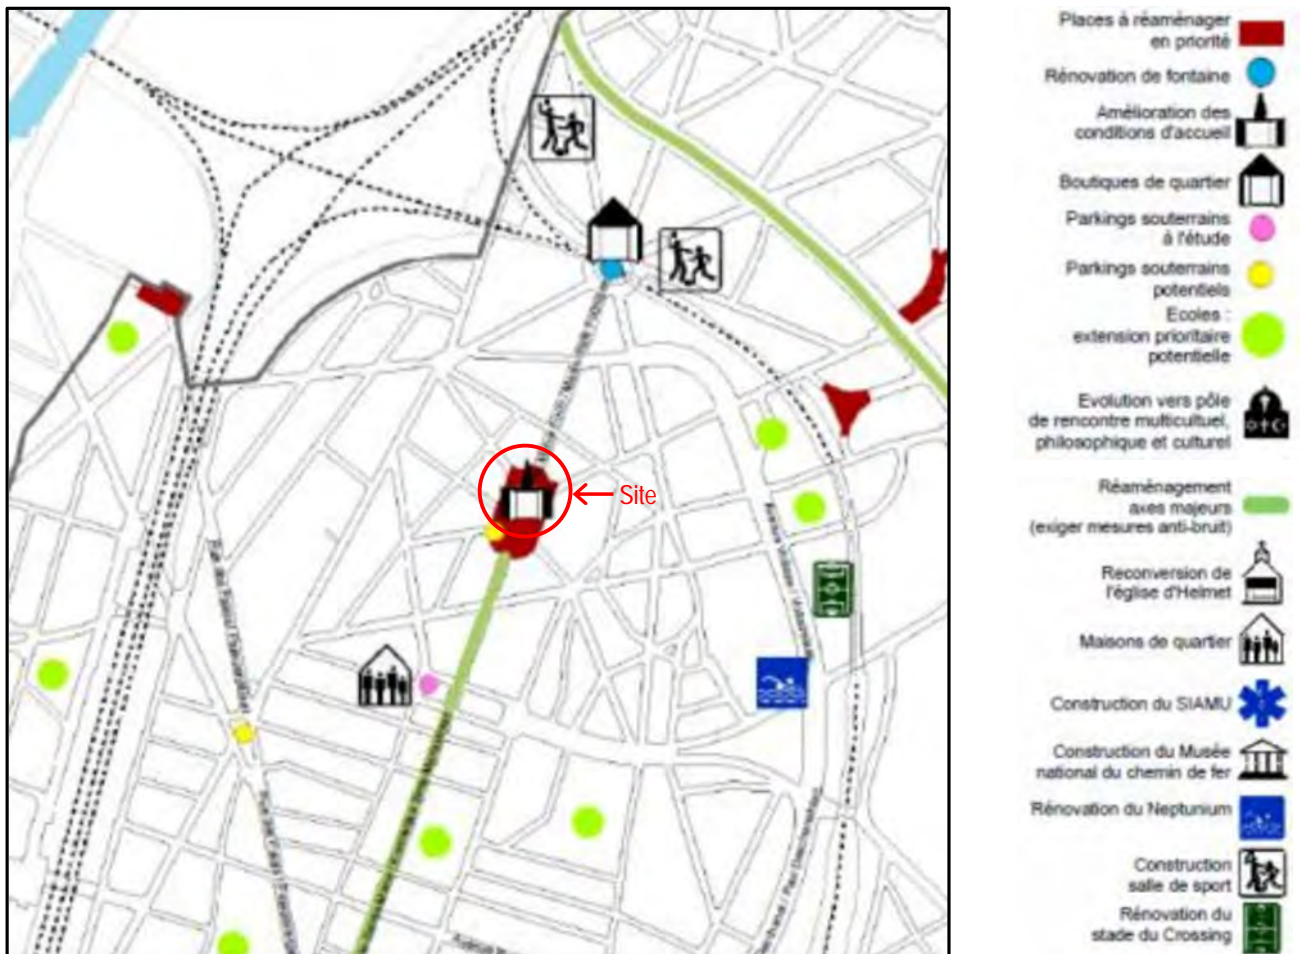 Site
Places à réaménager
en priorité
Rénovation de fontaine
Amélioration des
conditions d'accueil
Boutiques de quartier
Parkings souterrains
à l'étude
Parkings souterrains
potentiels
Ecoles :
extension prioritaire
potentielle
Evolution vers pôle
de rencontre multicultuel,
philosophique et culturel
Réaménagement
axes majeurs
(exiger mesures anti-bruit)
Reconversion de
l'église d'Helmet
Maisons de quartier
Construction du SIAMU
Construction du Musée
national du chemin de fer
Rénovation du Neptunium
Construction
salle de sport
Rénovation du
stade du Crossing